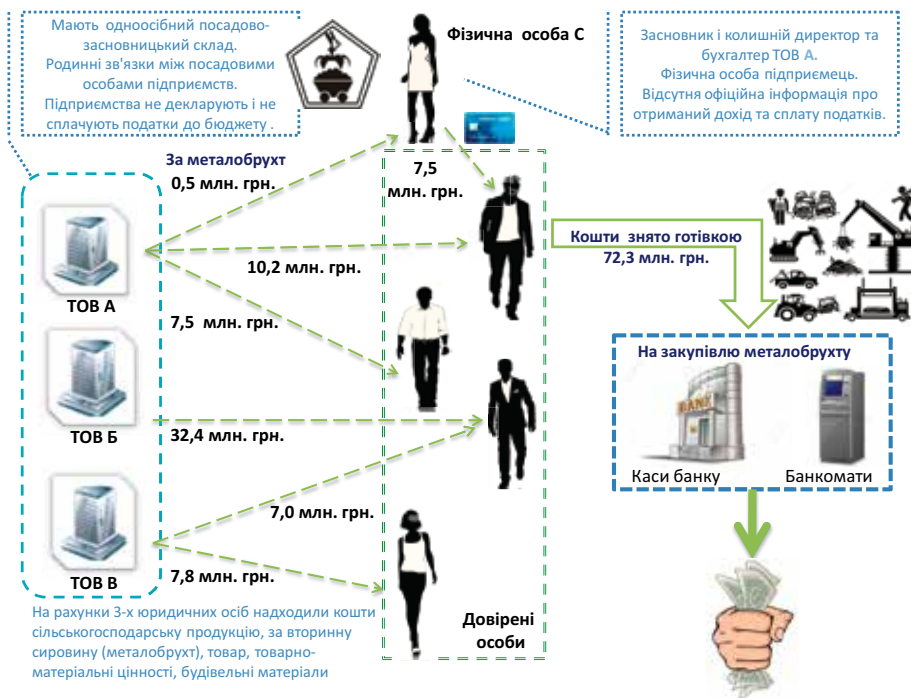 Мають одноосібний посадово-
засновницький склад.
Родинні зв'язки між посадовими
особами підприємств.
Підприємства не декларують і не
сплачують податки до бюджету .
Фізична особа С
Засновник і колишній директор та
бухгалтер ТОВ А.
Фізична особа підприємець.
Відсутня офіційна інформація про
отриманий дохід та сплату податків.
За металобрухт
0,5 млн. грн.
7,5
млн. грн.
10,2 млн. грн.
ТОВ А
7,5 млн. грн.
Кошти знято готівкою
72,3 млн. грн.
На закупівлю металобрухту
BANK
Каси банку
Банкомати
ТОВ Б
32,4 млн. грн.
7,0 млн. грн.
ТОВ В
7,8 млн. грн.
Довірені
особи
На рахунки 3-х юридичних осіб надходили кошти
сільськогосподарську продукцію, за вторинну
сировину (металобрухт), товар, товарно-
матеріальні цінності, будівельні матеріали